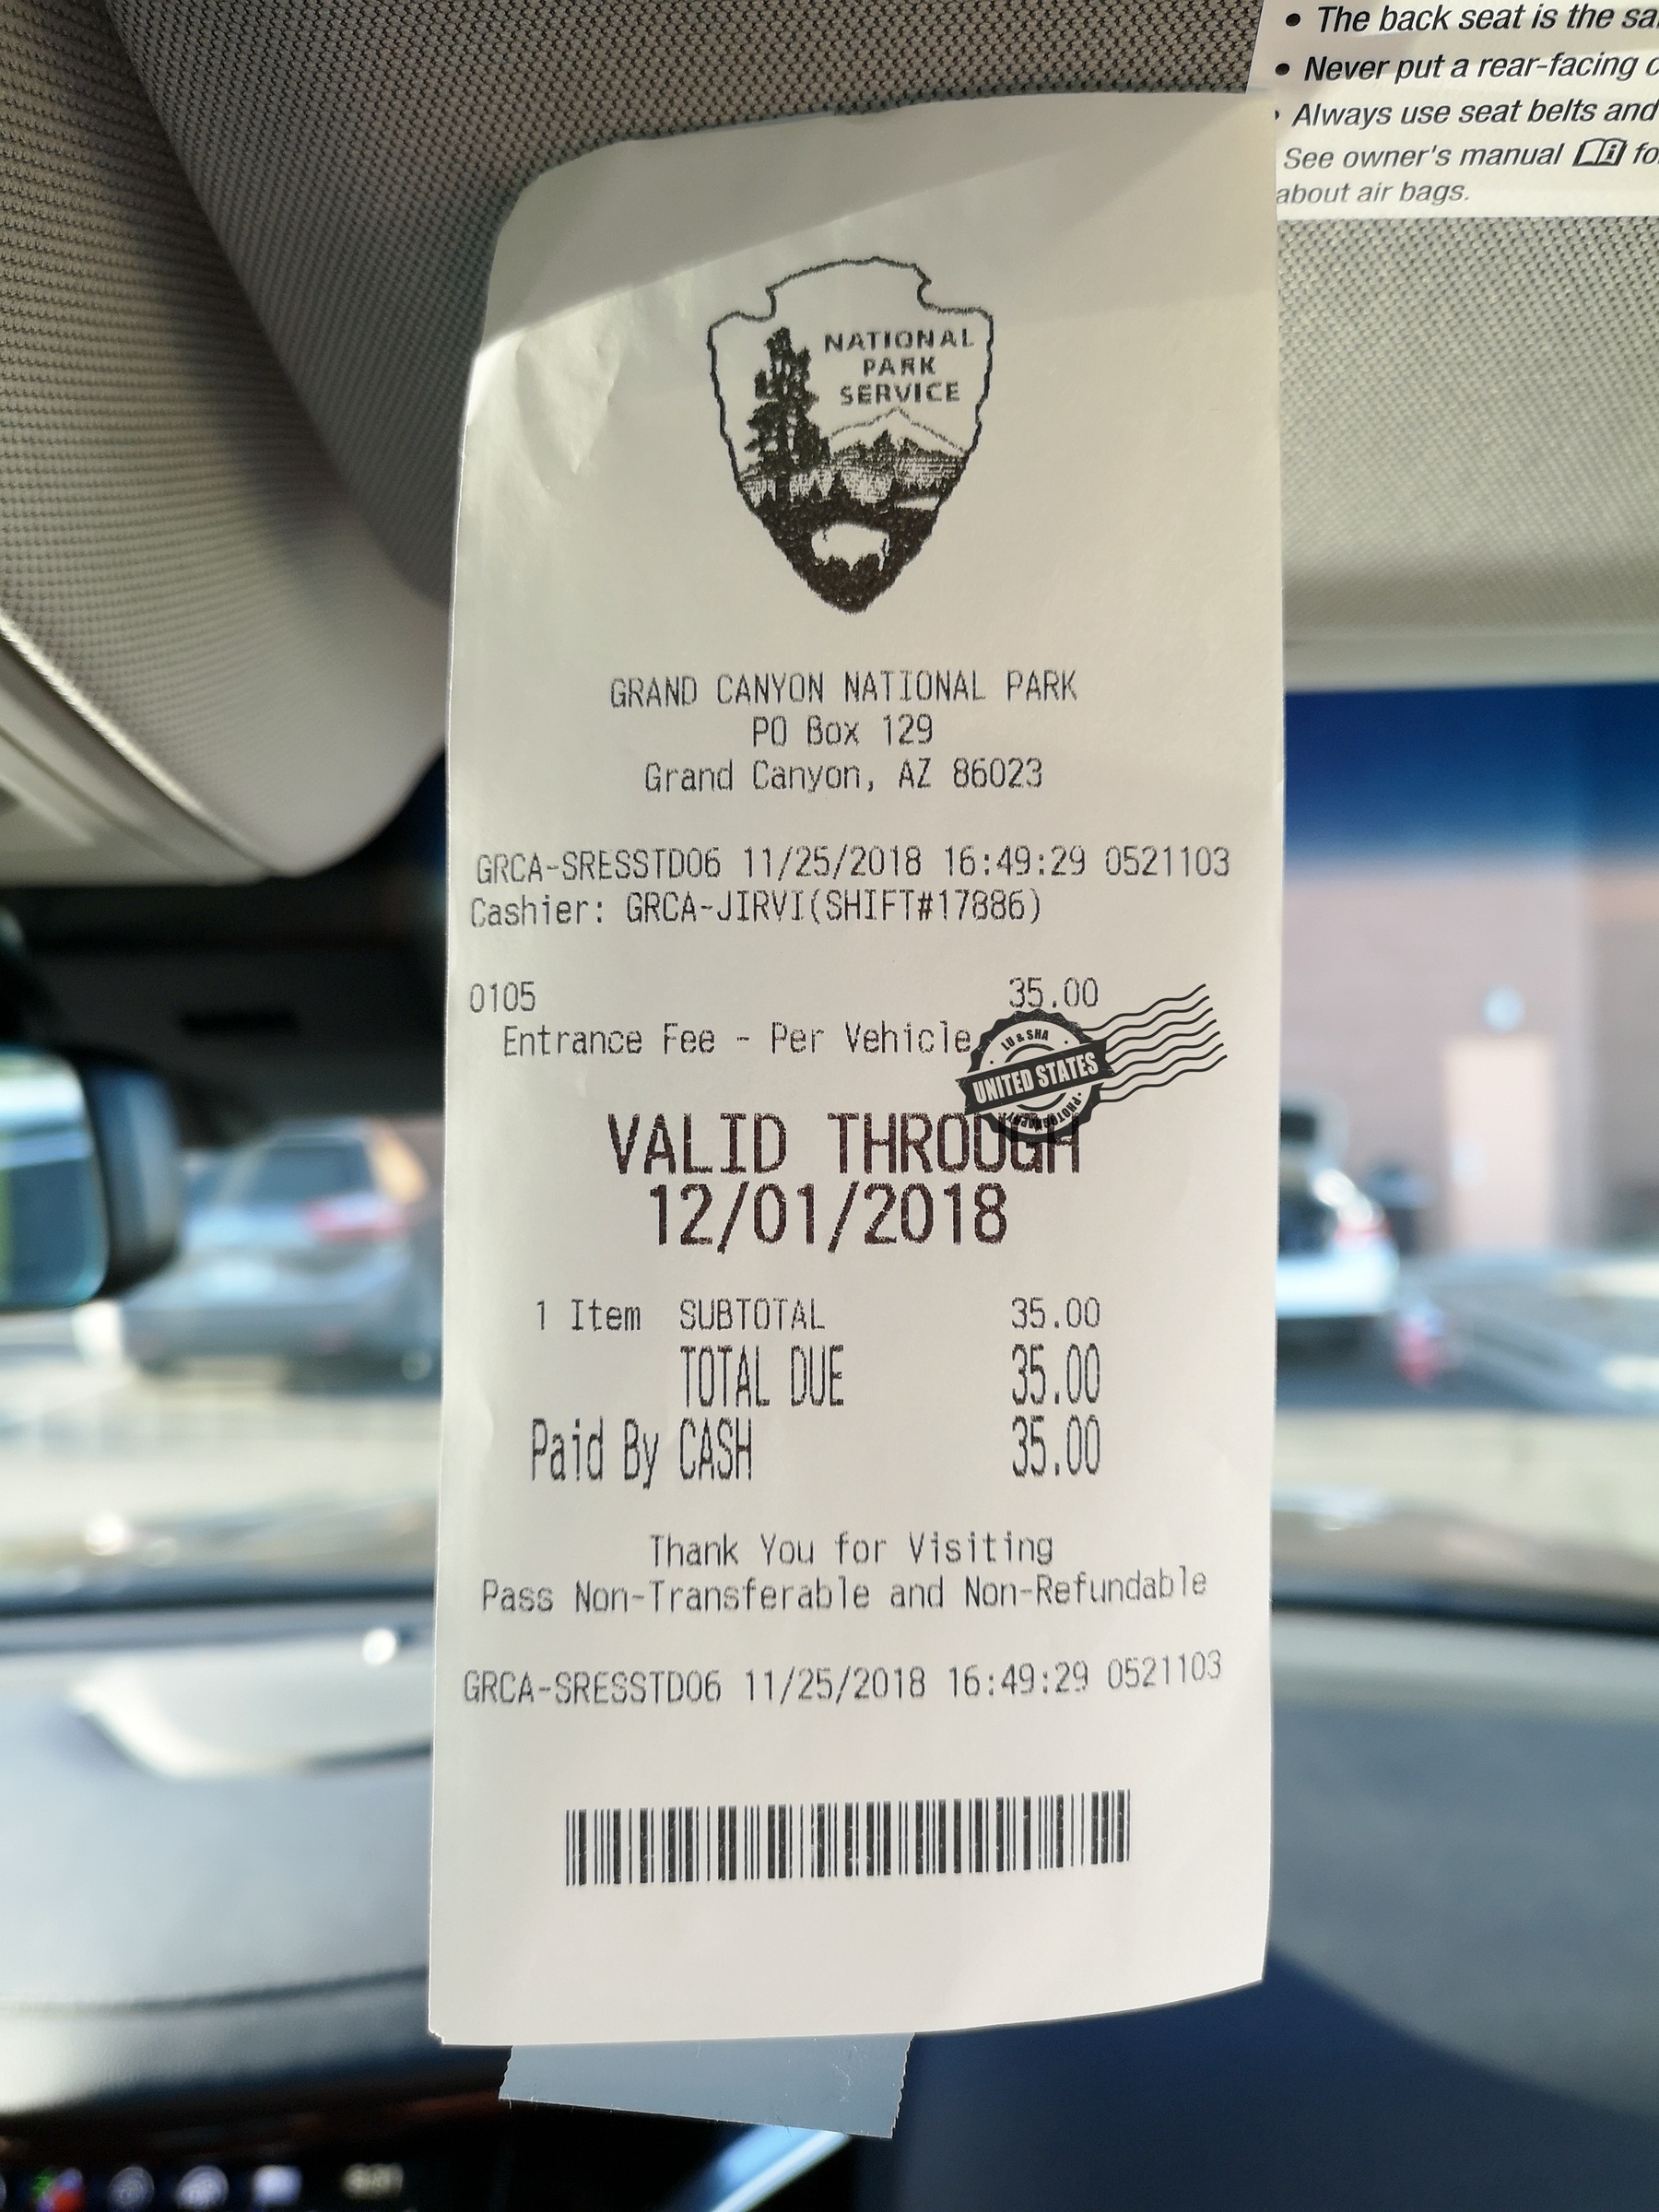 • The back seat is the
• Never put a rear-facing
• Always use seat belts and
See owner's manual
about air bags.
NATIONAL
PARK
SERVICE
GRAND CANYON NATIONAL PARK
PO Box 129
Grand Canyon, AZ 86023
GRCA-SRESSTD06 11/25/2018 16:49:29 0521103
Cashier: GRCA-JIRVI(SHIFT#17886)
0105 35.00
Entrance Fee - Per Vehicle
LU & SHA
UNITED STATES
PHOTOGRAPHY
VALID THROUGH
12/01/2018
1 Item SUBTOTAL 35.00
TOTAL DUE 35.00
Paid By CASH 35.00
Thank You for Visiting
Pass Non-Transferable and Non-Refundable
GRCA-SRESSTD06 11/25/2018 16:49:29 0521103